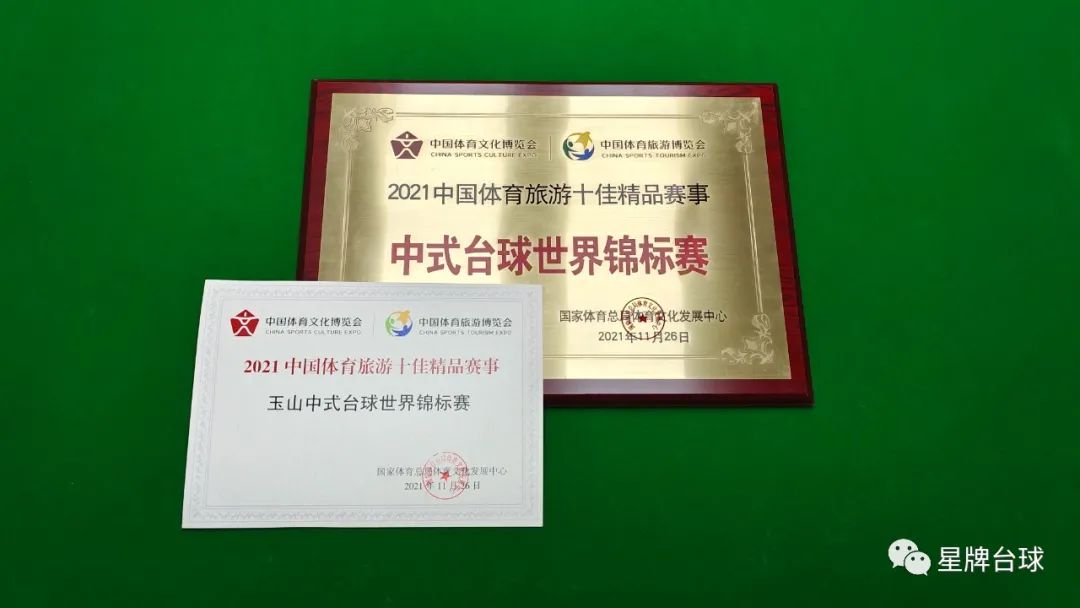 中国体育文化博览会
CHINA SPORTS CULTURE EXPO
中国体育旅游博览会
CHINA SPORTS TOURISM EXPO
2021中国体育旅游十佳精品赛事
中式台球世界锦标赛
国家体育总局体育文化发展中心
2021年11月26日
中国体育文化博览会
CHINA SPORTS CULTURE EXPO
中国体育旅游博览会
CHINA SPORTS TOURISM EXPO
2021中国体育旅游十佳精品赛事
玉山中式台球世界锦标赛
国家体育总局体育文化发展中心
2021年11月26日
星牌台球